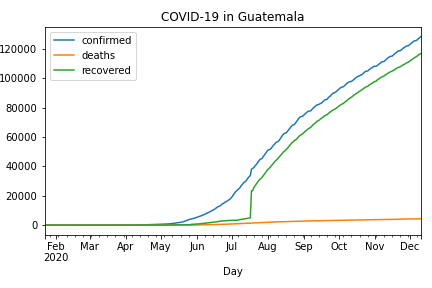 COVID-19 in Guatemala
confirmed
deaths
recovered
120000
100000
80000
60000
40000
20000
0
Feb Mar Apr May Jun Jul Aug Sep Oct Nov Dec
2020
Day